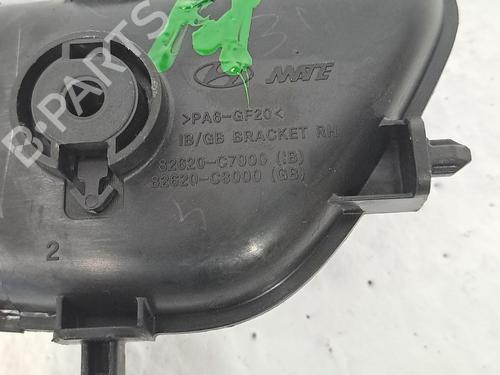 MATE
>PA6-GF20<
IB/GB BRACKET RH
82620-C7000 (IB)
82620-C8000 (GB)
2
B-PARTS